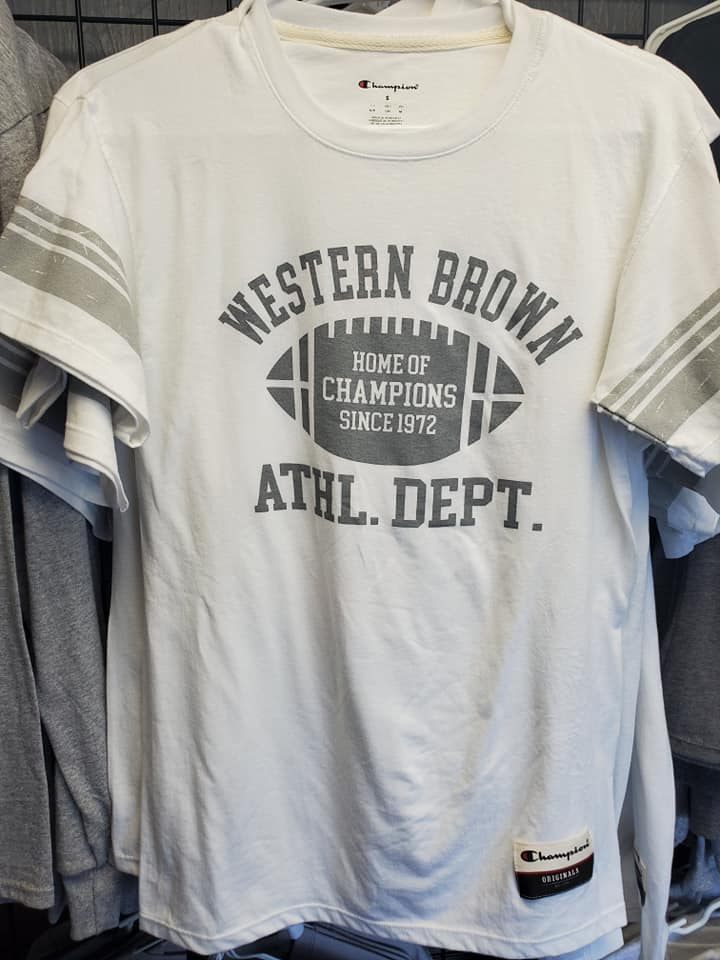 Champion
S
WESTERN BROWN
HOME OF
CHAMPIONS
SINCE 1972
ATHL. DEPT.
Champion
ORIGINALS